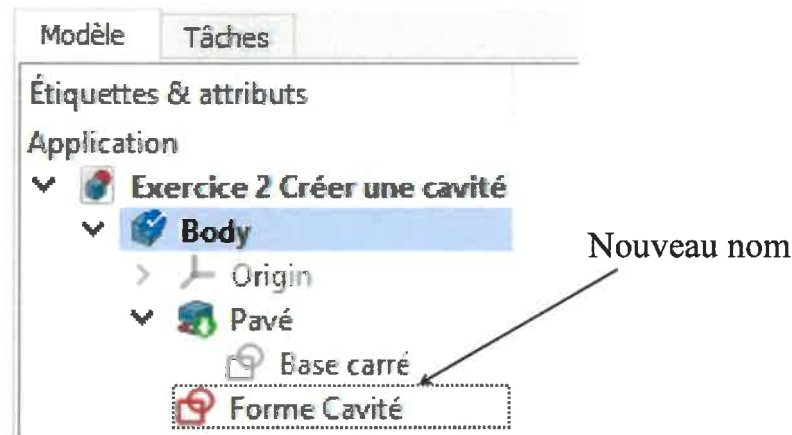 Modèle Tâches
Étiquettes & attributs
Application
Exercice 2 Créer une cavité
Body
Nouveau nom
Origin
Pavé
Base carré
Forme Cavité